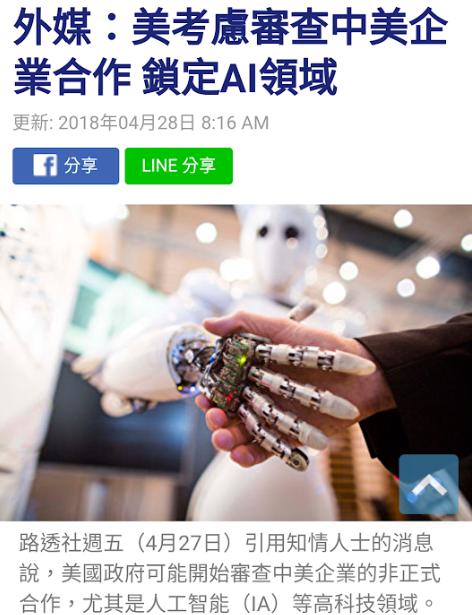 外媒：美考慮審查中美企
業合作 鎖定AI領域
更新: 2018年04月28日 8:16 AM
分享
LINE 分享
路透社週五（4月27日）引用知情人士的消息
說，美國政府可能開始審查中美企業的非正式
合作，尤其是人工智能（IA）等高科技領域。